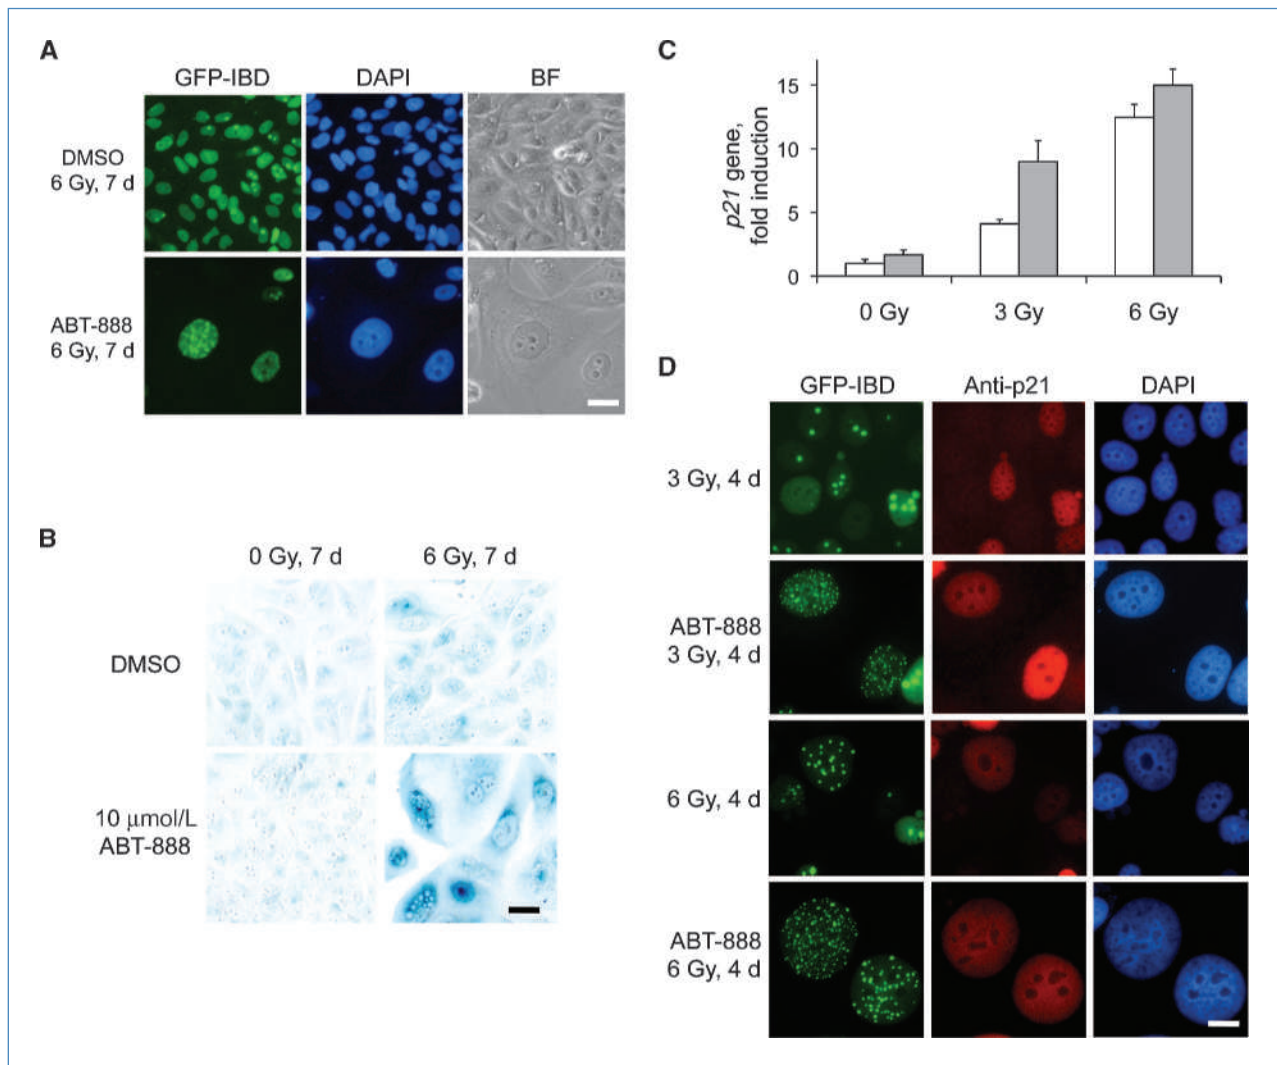 A
GFP-IBD DAPI BF
DMSO
6 Gy, 7 d
ABT-888
6 Gy, 7 d
B
0 Gy, 7 d 6 Gy, 7 d
DMSO
10 μmol/L
ABT-888
C
p21 gene,
fold induction
15
10
5
0
0 Gy 3 Gy 6 Gy
D
GFP-IBD Anti-p21 DAPI
3 Gy, 4 d
ABT-888
3 Gy, 4 d
6 Gy, 4 d
ABT-888
6 Gy, 4 d